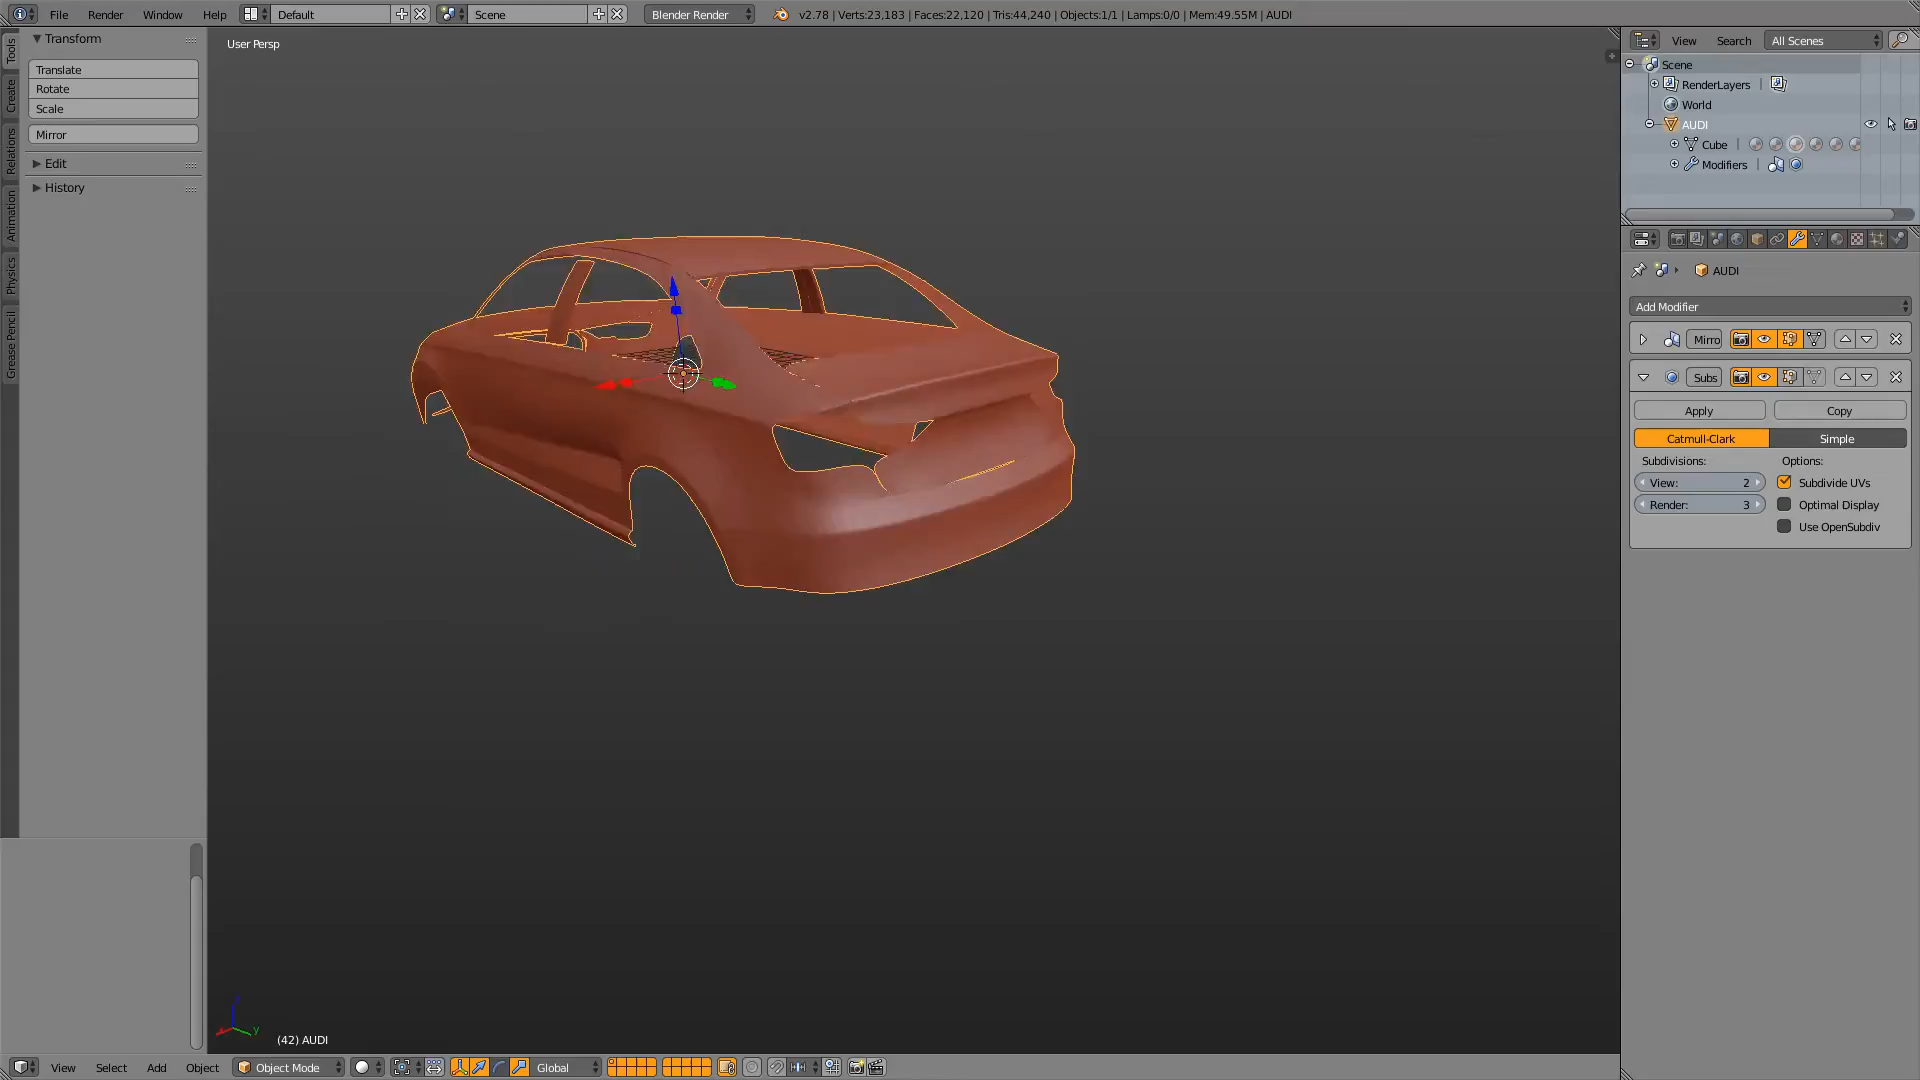 File Render Window Help Default Scene Blender Render v2.78 | Verts:23,183 | Faces:22,120 | Tris:44,240 | Objects:1/1 | Lamps:0/0 | Mem:49.55M | AUDI
Tools
Create
Relations
Animation
Physics
Grease Pencil
Transform
Translate
Rotate
Scale
Mirror
Edit
History
User Persp
y
(42) AUDI
View Select Add Object Object Mode Global
View Search All Scenes
Scene
RenderLayers |
World
AUDI
Cube |
Modifiers |
AUDI
Add Modifier
Mirro
Subs
Apply Copy
Catmull-Clark Simple
Subdivisions: Options:
View: 2 Subdivide UVs
Render: 3 Optimal Display
Use OpenSubdiv